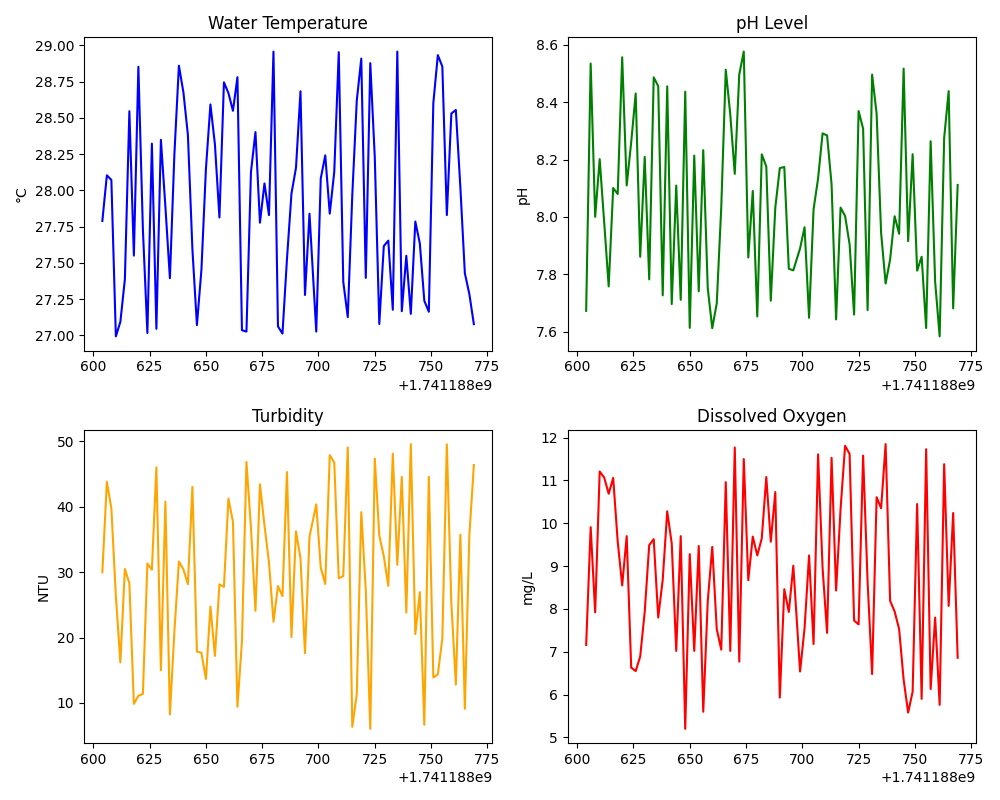 Water Temperature
°C
29.00
28.75
28.50
28.25
28.00
27.75
27.50
27.25
27.00
600 625 650 675 700 725 750 775
+1.741188e9
pH Level
pH
8.6
8.4
8.2
8.0
7.8
7.6
600 625 650 675 700 725 750 775
+1.741188e9
Turbidity
NTU
50
40
30
20
10
600 625 650 675 700 725 750 775
+1.741188e9
Dissolved Oxygen
mg/L
12
11
10
9
8
7
6
5
600 625 650 675 700 725 750 775
+1.741188e9